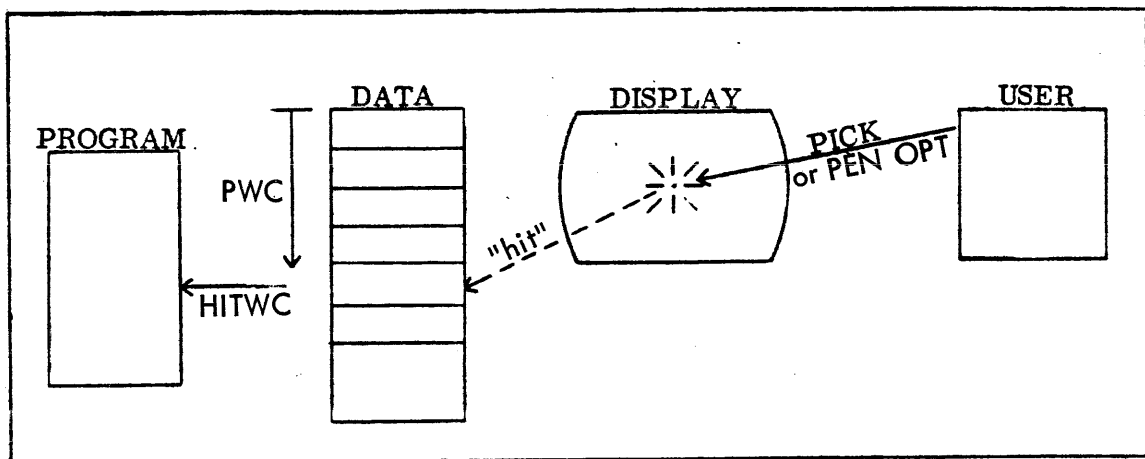 DATA
DISPLAY
USER
PROGRAM
PICK
or PEN OPT
PWC
"hit"
HITWC